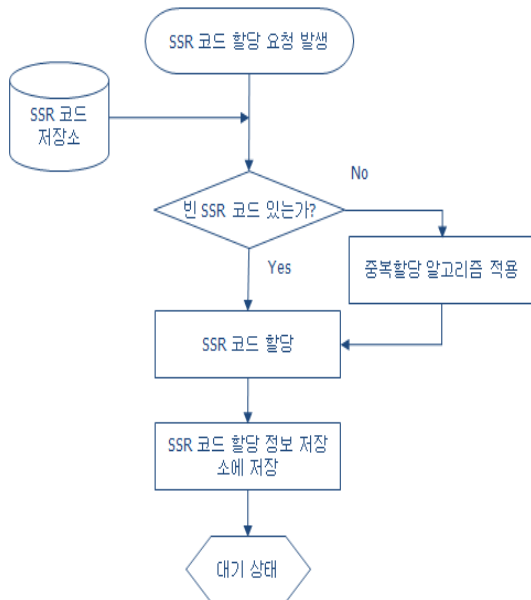 SSR 코드 할당 요청 발생
SSR 코드
저장소
No
빈 SSR 코드 있는가?
Yes
중복할당 알고리즘 적용
SSR 코드 할당
SSR 코드 할당 정보 저장
소에 저장
대기 상태